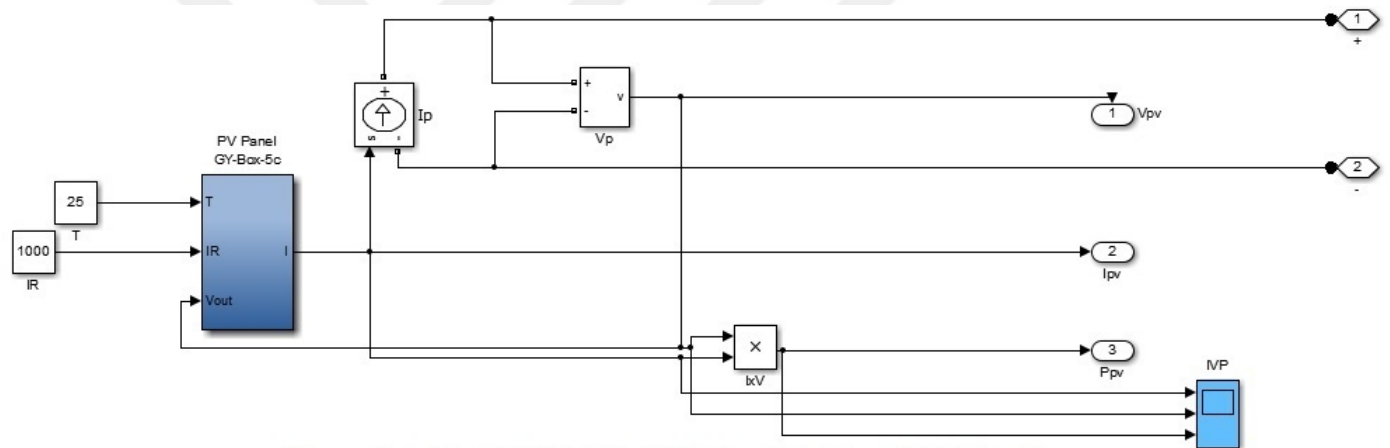 1
+
+
Ip
s
-
+
-
v
Vp
1
Vpv
PV Panel
GY-Box-5c
2
-
25
T
T
1000
IR
IR
I
2
Ipv
Vout
×
IxV
3
Ppv
IVP